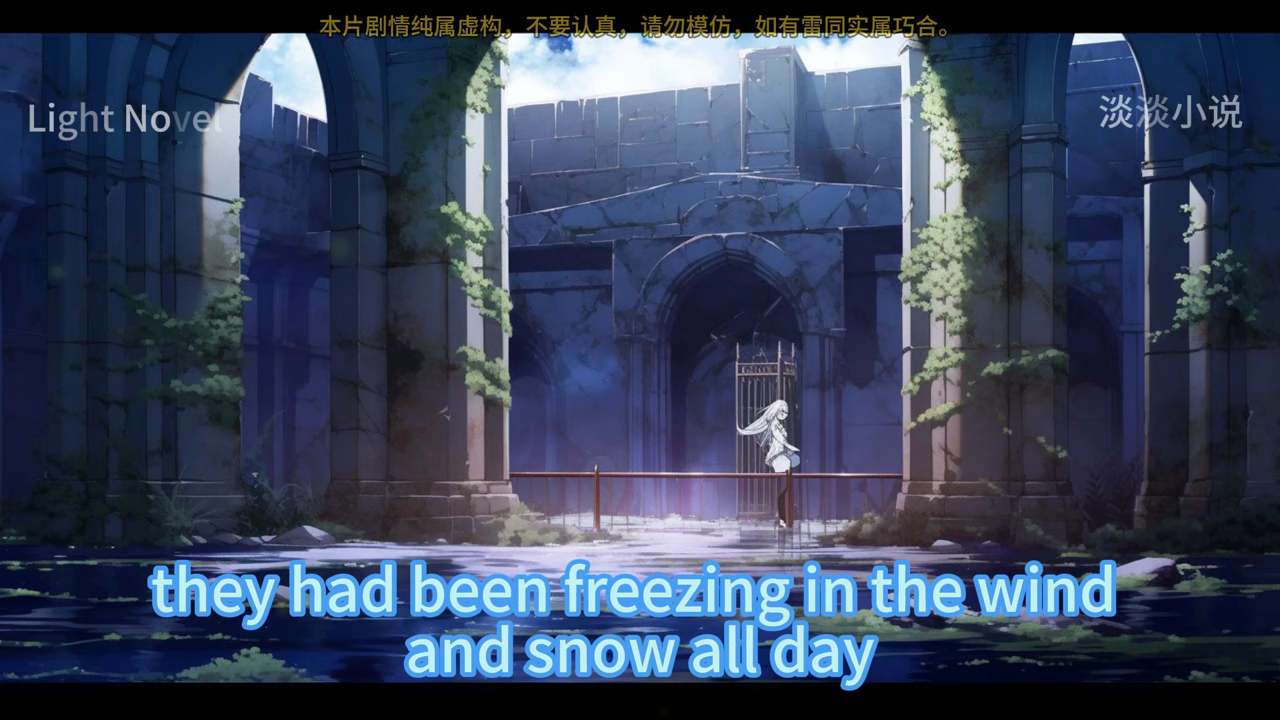 本片剧情纯属虚构，不要认真，请勿模仿，如有雷同实属巧合。
Light Novel
淡淡小说
they had been freezing in the wind
and snow all day